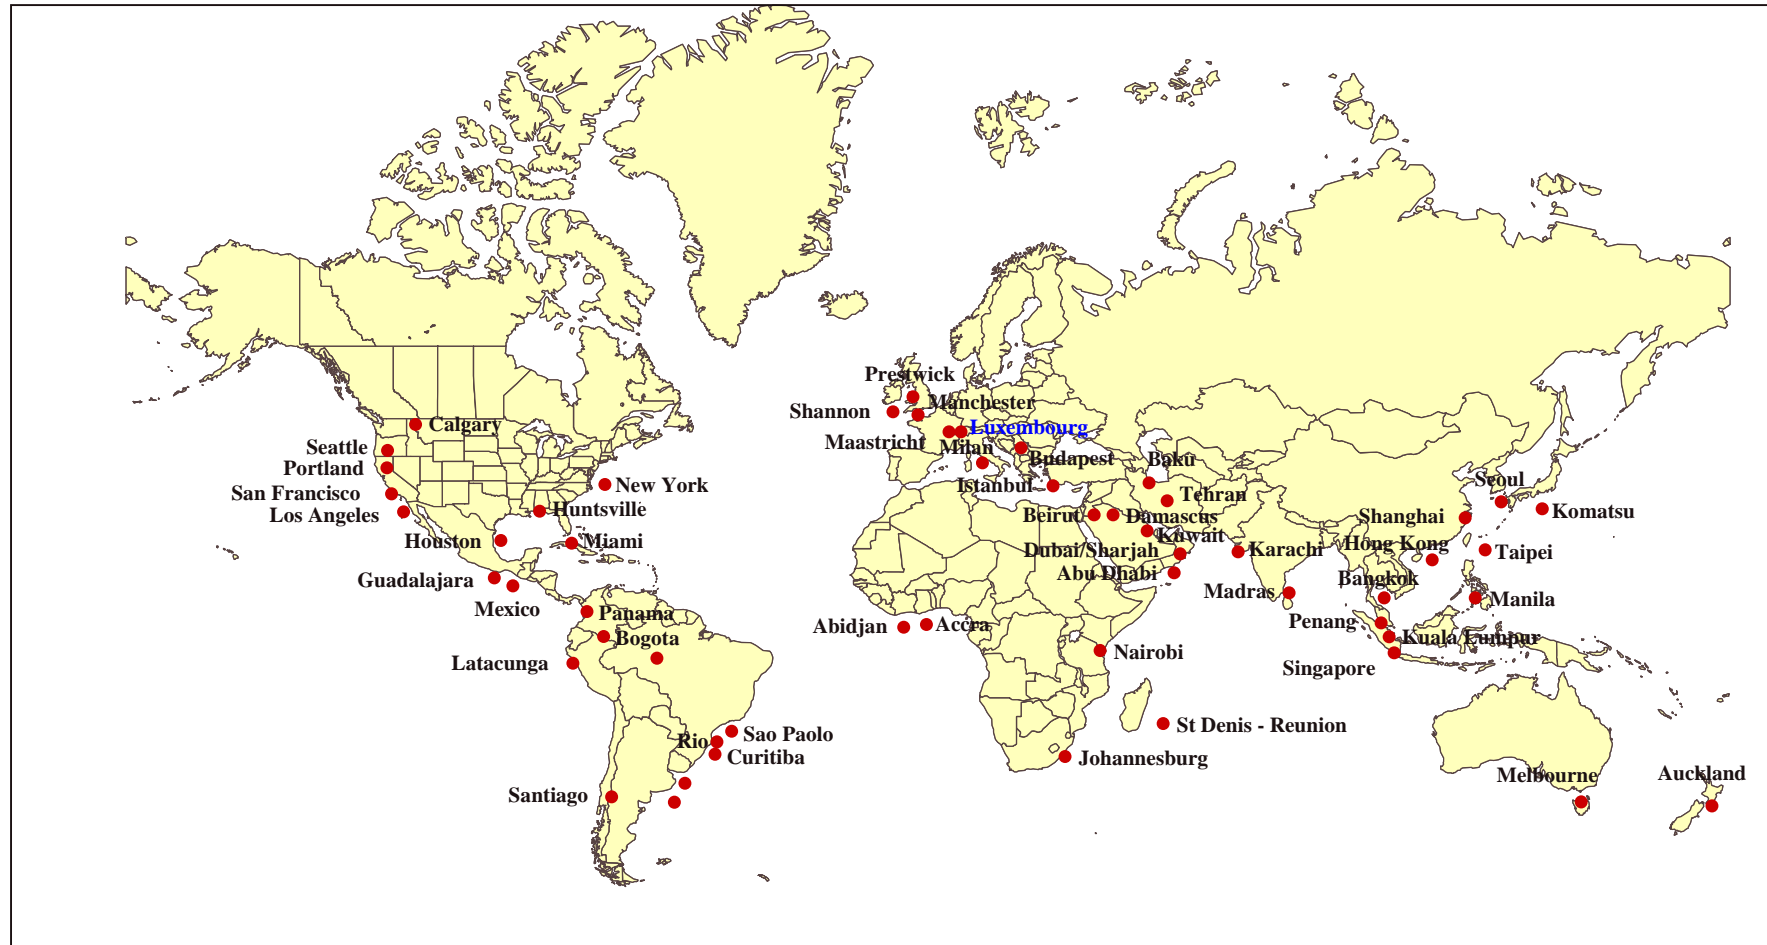 Prestwick
Manchester
Shannon
Calgary
Luxembourg
Maastricht
Milan
Seattle
Budapest
Baku
Portland
Seoul
New York
Istanbul
Tehran
San Francisco
Huntsville
Komatsu
Los Angeles
Beirut
Damascus
Shanghai
Kuwait
Houston
Miami
Hong Kong
Dubai/Sharjah
Karachi
Taipei
Abu Dhabi
Bangkok
Guadalajara
Madras
Manila
Mexico
Panama
Penang
Abidjan
Accra
Bogota
Kuala Lumpur
Nairobi
Latacunga
Singapore
St Denis - Reunion
Sao Paolo
Rio
Curitiba
Johannesburg
Melbourne
Auckland
Santiago